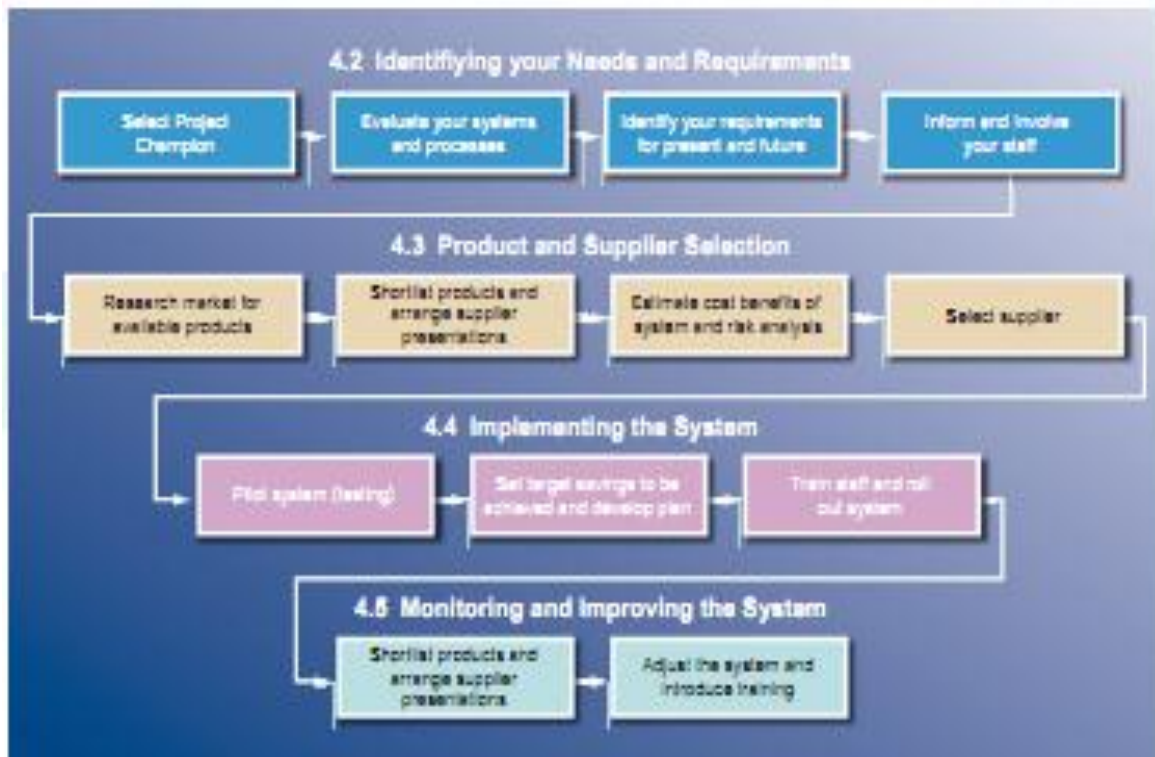 4.2 Identifiying your Needs and Requirements
Select Project
Champion
Evaluate your systems
and processes
Identify your requirements
for present and future
Inform and involve
your staff
4.3 Product and Supplier Selection
Research market for
available products
Shortlist products and
arrange supplier
presentations
Estimate cost benefits of
system and risk analysis
Select supplier
4.4 Implementing the System
Pilot system (testing)
Set target savings to be
achieved and develop plan
Train staff and roll
out system
4.5 Monitoring and Improving the System
Shortlist products and
arrange supplier
presentations
Adjust the system and
introduce training